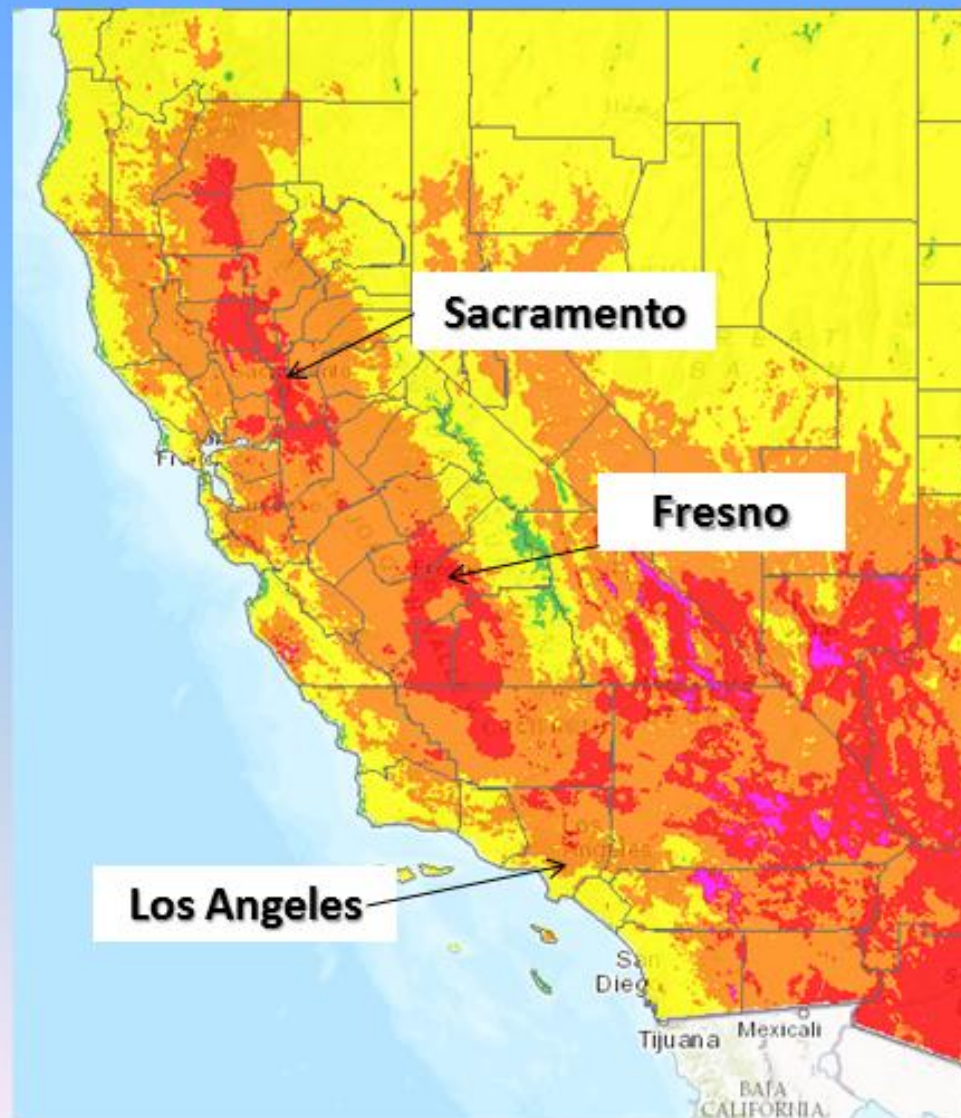 Sacramento
Fresno
Los Angeles
San
Dieg
Tijuana
Mexicali
BAJA
CALIFORNIA